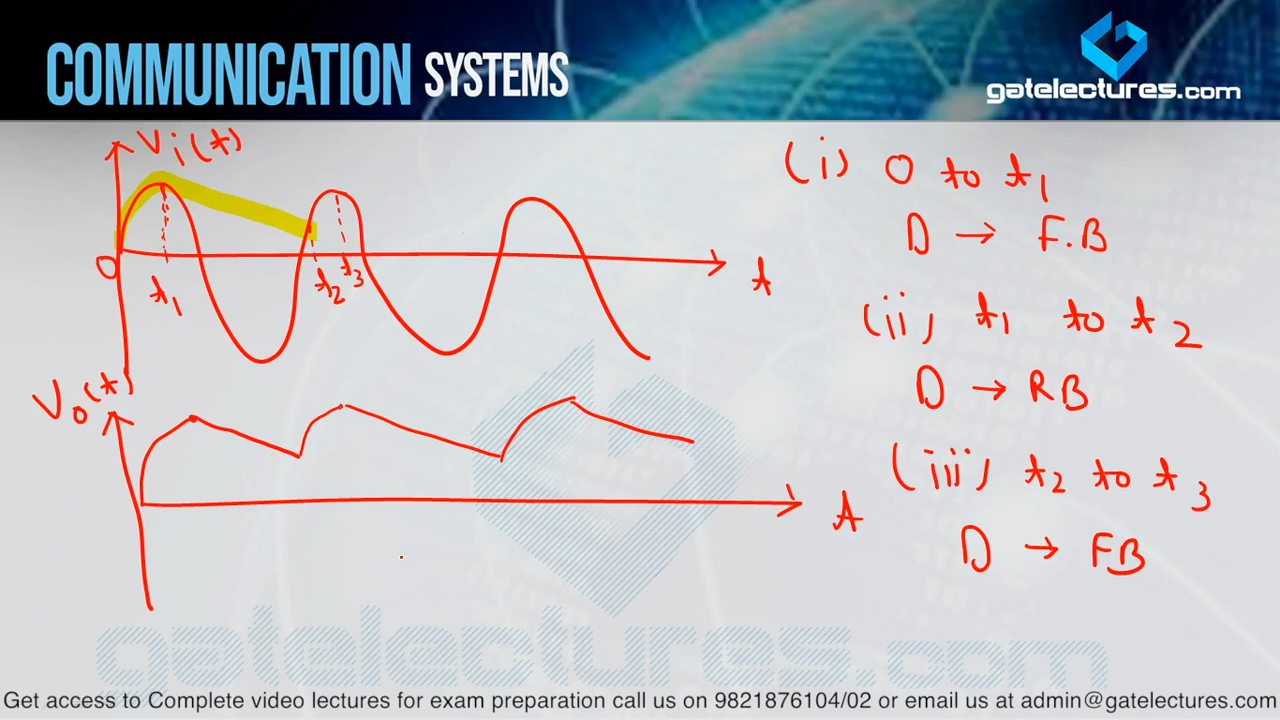 COMMUNICATION SYSTEMS
gatelectures.com
Vi(t)
0
t1
t2
t3
t
Vo(t)
t
(i) 0 to t1
D → F.B
(ii) t1 to t2
D → RB
(iii) t2 to t3
D → FB
gatelectures.com
Get access to Complete video lectures for exam preparation call us on 9821876104/02 or email us at admin@gatelectures.com